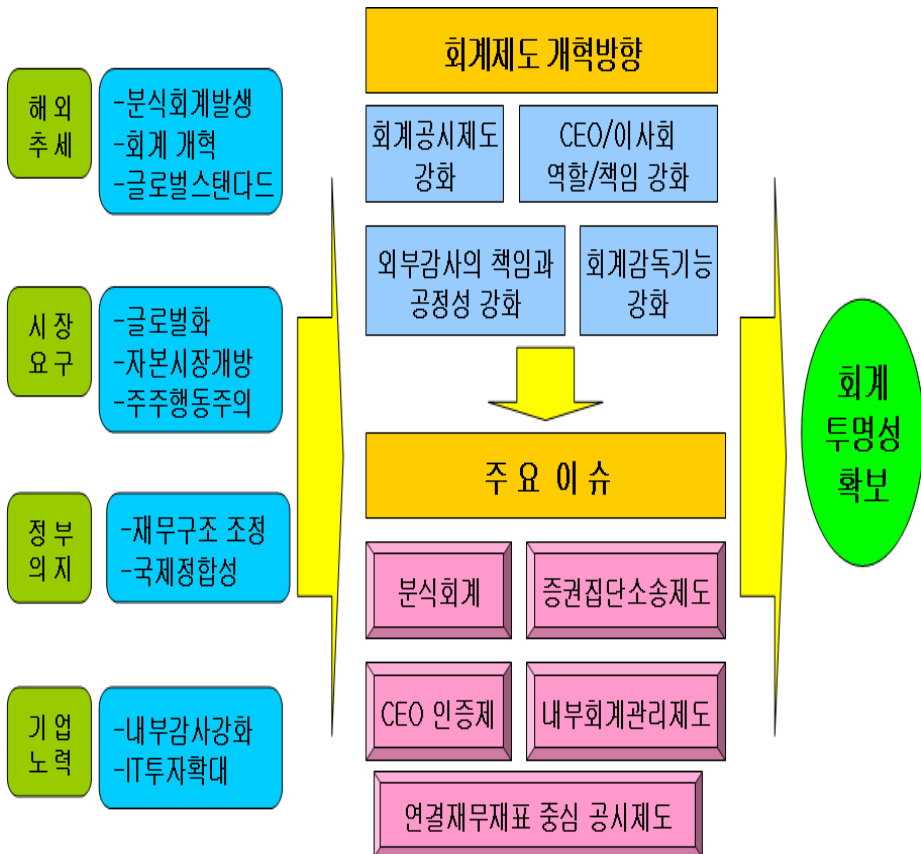 해 외
추 세
-분식회계발생
-회계 개혁
-글로벌스탠다드
시 장
요 구
-글로벌화
-자본시장개방
-주주행동주의
정 부
의 지
-재무구조 조정
-국제정합성
기 업
노 력
-내부감사강화
-IT투자확대
회계제도 개혁방향
회계공시제도
강화
CEO/이사회
역할/책임 강화
외부감사의 책임과
공정성 강화
회계감독기능
강화
주 요 이 슈
분식회계
증권집단소송제도
CEO 인증제
내부회계관리제도
연결재무재표 중심 공시제도
회계
투명성
확보